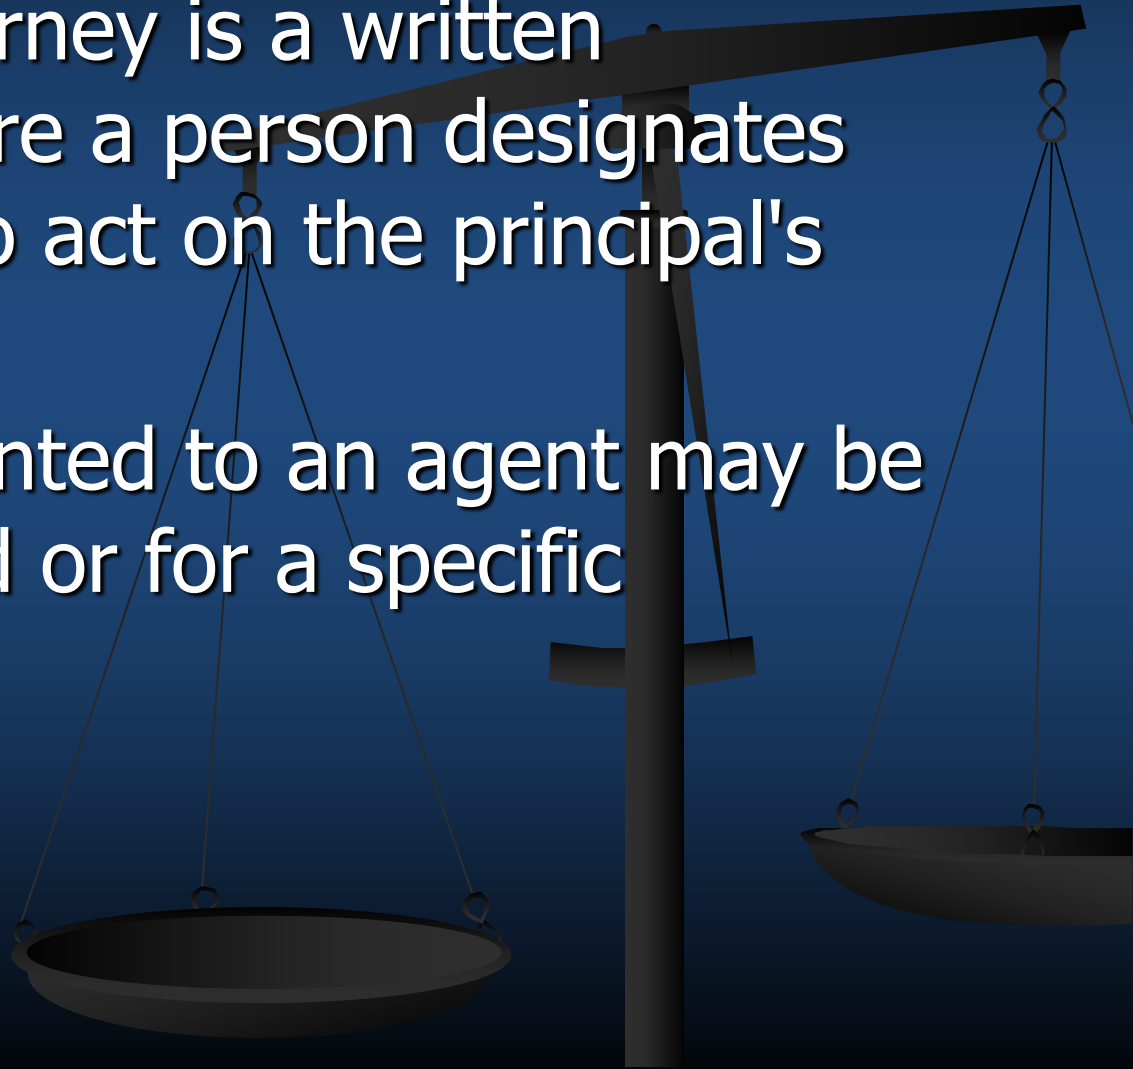 rney is a written
re a person designates
o act on the principal's
nted to an agent may be
d or for a specific